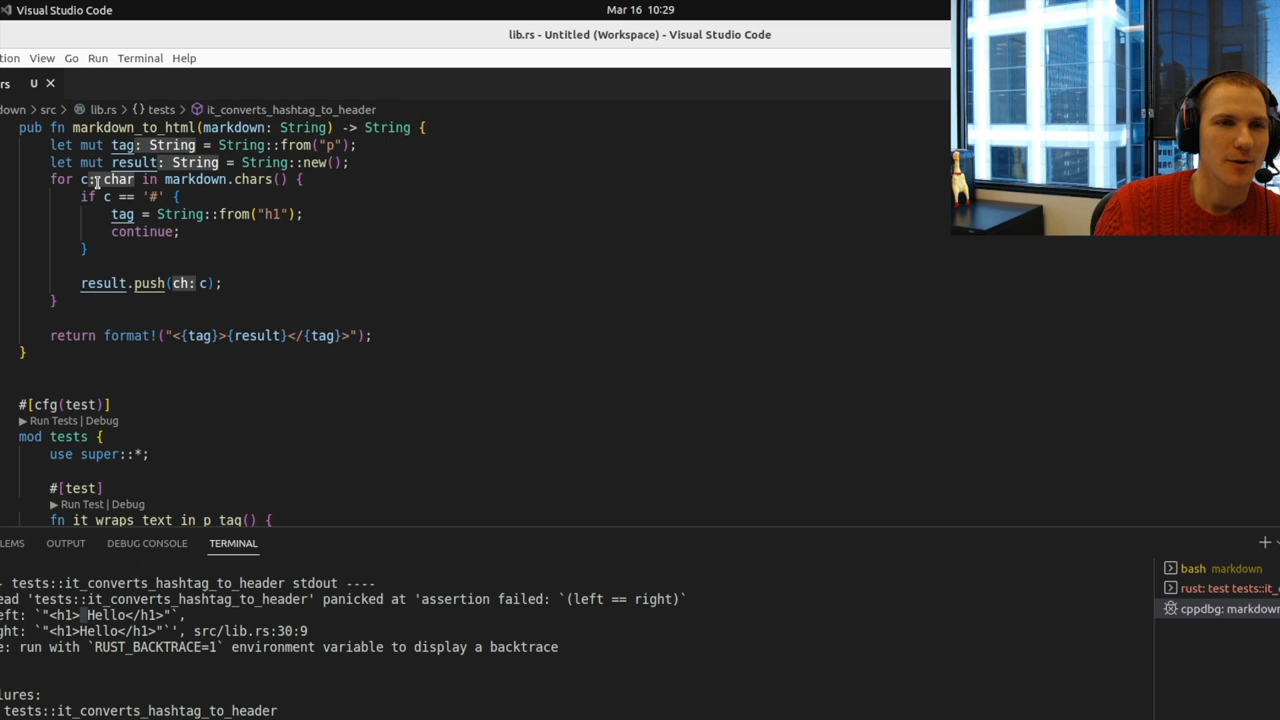 Visual Studio Code
Mar 16 10:29
lib.rs - Untitled (Workspace) - Visual Studio Code
tion View Go Run Terminal Help
rs U
down > src > lib.rs > {} tests > it_converts_hashtag_to_header
pub fn markdown_to_html(markdown: String) -> String {
let mut tag: String = String::from("p");
let mut result: String = String::new();
for c: char in markdown.chars() {
if c == '#' {
tag = String::from("h1");
continue;
}
result.push(ch: c);
}
return format!("<{tag}>{result}</{tag}>");
}
#[cfg(test)]
Run Tests | Debug
mod tests {
use super::*;
#[test]
Run Test | Debug
fn it_wraps_text_in_p_tag() {
LEMS OUTPUT DEBUG CONSOLE TERMINAL
- tests::it_converts_hashtag_to_header stdout ----
ead 'tests::it_converts_hashtag_to_header' panicked at 'assertion failed: `(left == right)`
eft: `"<h1> Hello</h1>"`,
ght: `"<h1>Hello</h1>"`', src/lib.rs:30:9
e: run with `RUST_BACKTRACE=1` environment variable to display a backtrace
lures:
tests::it_converts_hashtag_to_header
bash markdown
rust: test tests::it_
cppdbg: markdown